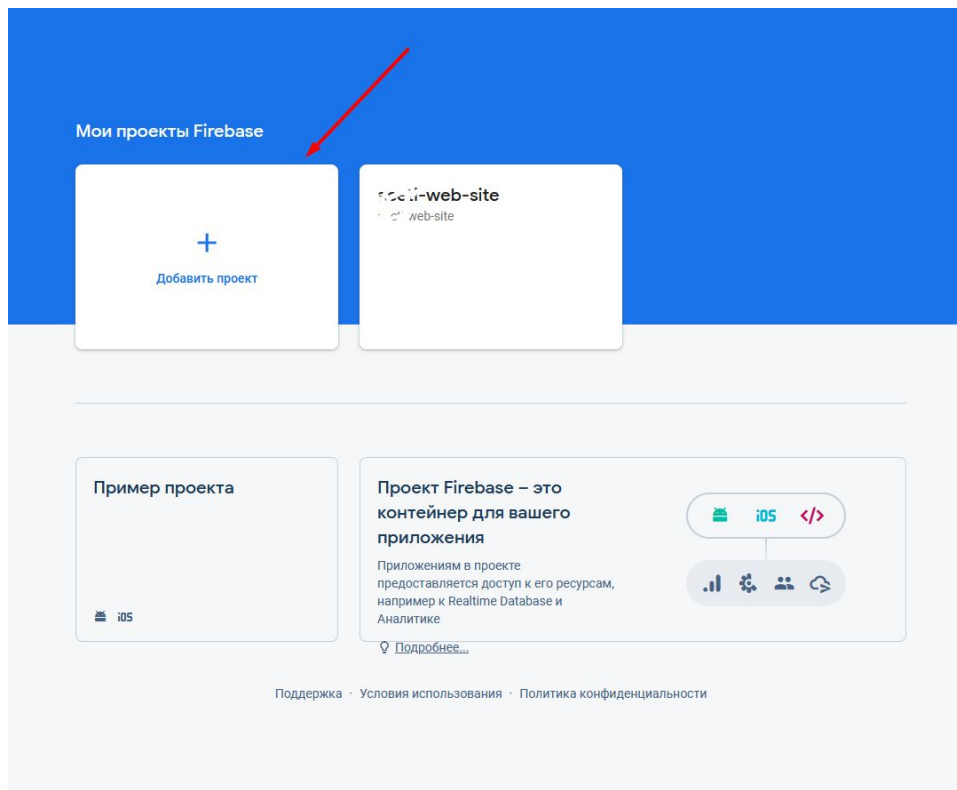 Мои проекты Firebase
Добавить проект
-web-site
web-site
Пример проекта
iOS
Проект Firebase – это
контейнер для вашего
приложения
Приложениям в проекте
предоставляется доступ к его ресурсам,
например к Realtime Database и
Аналитике
Подробнее...
iOS </>
Поддержка · Условия использования · Политика конфиденциальности